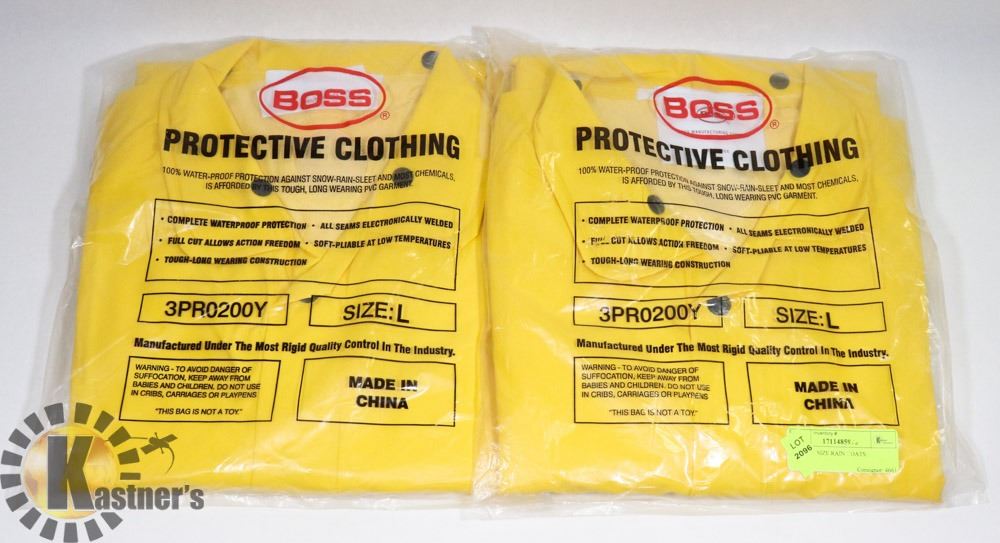 BOSS
®
PROTECTIVE CLOTHING
100% WATER-PROOF PROTECTION AGAINST SNOW-RAIN-SLEET AND MOST CHEMICALS,
IS AFFORDED BY THIS TOUGH, LONG WEARING PVC GARMENT.
• COMPLETE WATERPROOF PROTECTION • ALL SEAMS ELECTRONICALLY WELDED
• FULL CUT ALLOWS ACTION FREEDOM • SOFT-PLIABLE AT LOW TEMPERATURES
• TOUGH-LONG WEARING CONSTRUCTION
3PR0200Y SIZE: L
Manufactured Under The Most Rigid Quality Control In The Industry.
WARNING - TO AVOID DANGER OF
SUFFOCATION, KEEP AWAY FROM
BABIES AND CHILDREN. DO NOT USE
IN CRIBS, CARRIAGES OR PLAYPENS
"THIS BAG IS NOT A TOY."
MADE IN
CHINA
BOSS
®
PROTECTIVE CLOTHING
100% WATER-PROOF PROTECTION AGAINST SNOW-RAIN-SLEET AND MOST CHEMICALS,
IS AFFORDED BY THIS TOUGH, LONG WEARING PVC GARMENT.
• COMPLETE WATERPROOF PROTECTION • ALL SEAMS ELECTRONICALLY WELDED
• FULL CUT ALLOWS ACTION FREEDOM • SOFT-PLIABLE AT LOW TEMPERATURES
• TOUGH-LONG WEARING CONSTRUCTION
3PR0200Y SIZE: L
Manufactured Under The Most Rigid Quality Control In The Industry.
WARNING - TO AVOID DANGER OF
SUFFOCATION, KEEP AWAY FROM
BABIES AND CHILDREN. DO NOT USE
IN CRIBS, CARRIAGES OR PLAYPENS
"THIS BAG IS NOT A TOY."
MADE IN
CHINA
LOT
2096
Inventory #
17114859
SIZE RAIN
Consignor:
Kastner's